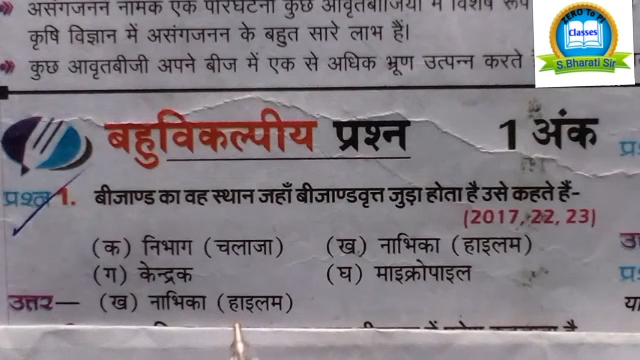 असंगजनन नामक एक परिघटना कुछ आवृतबीजियों में विशेष रूप
कृषि विज्ञान में असंगजनन के बहुत सारे लाभ हैं।
कुछ आवृतबीजी अपने बीज में एक से अधिक भ्रूण उत्पन्न करते
ZERO To
Classes
S.Bharati Sir
बहुविकल्पीय प्रश्न 1 अंक
प्रश्न 1. बीजाण्ड का वह स्थान जहाँ बीजाण्डवृत्त जुड़ा होता है उसे कहते हैं-
(2017, 22, 23)
(क) निभाग (चलाजा) (ख) नाभिका (हाइलम)
(ग) केन्द्रक (घ) माइक्रोपाइल
उत्तर— (ख) नाभिका (हाइलम)